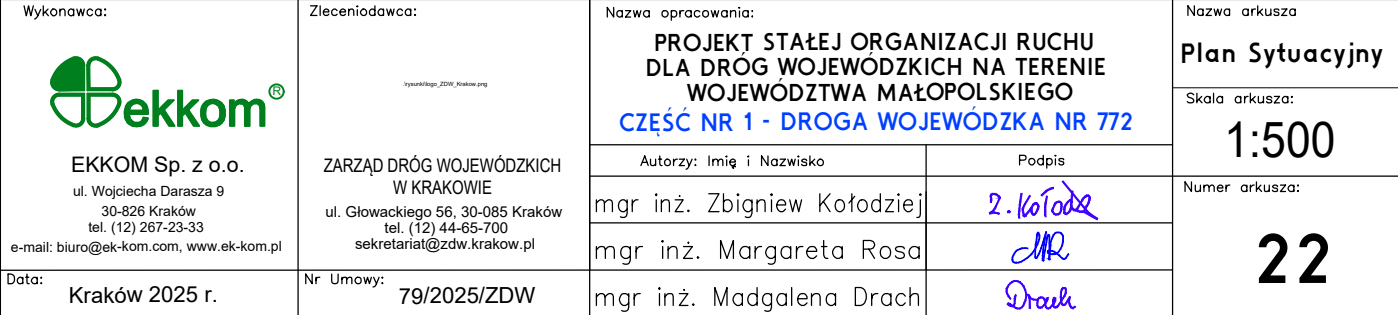 Wykonawca:
ekkom®
EKKOM Sp. z o.o.
ul. Wojciecha Darasza 9
30-826 Kraków
tel. (12) 267-23-33
e-mail: biuro@ek-kom.com, www.ek-kom.pl
Data:
Kraków 2025 r.
Zleceniodawca:
.\rysunki\logo_ZDW_Krakow.png
ZARZĄD DRÓG WOJEWÓDZKICH
W KRAKOWIE
ul. Głowackiego 56, 30-085 Kraków
tel. (12) 44-65-700
sekretariat@zdw.krakow.pl
Nr Umowy:
79/2025/ZDW
Nazwa opracowania:
PROJEKT STAŁEJ ORGANIZACJI RUCHU
DLA DRÓG WOJEWÓDZKICH NA TERENIE
WOJEWÓDZTWA MAŁOPOLSKIEGO
CZĘŚĆ NR 1 - DROGA WOJEWÓDZKA NR 772
Autorzy: Imię i Nazwisko
Podpis
mgr inż. Zbigniew Kołodziej
Z. Kołodz
mgr inż. Margareta Rosa
MR
mgr inż. Madgalena Drach
Drach
Nazwa arkusza
Plan Sytuacyjny
Skala arkusza:
1:500
Numer arkusza:
22